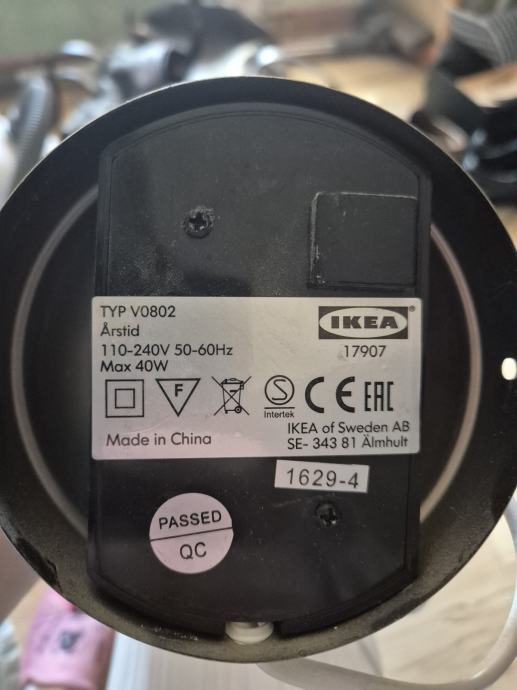 TYP V0802
Årstid
110-240V 50-60Hz
Max 40W
IKEA
17907
F
S
Intertek
CE
EAC
Made in China
IKEA of Sweden AB
SE- 343 81 Älmhult
1629-4
PASSED
QC